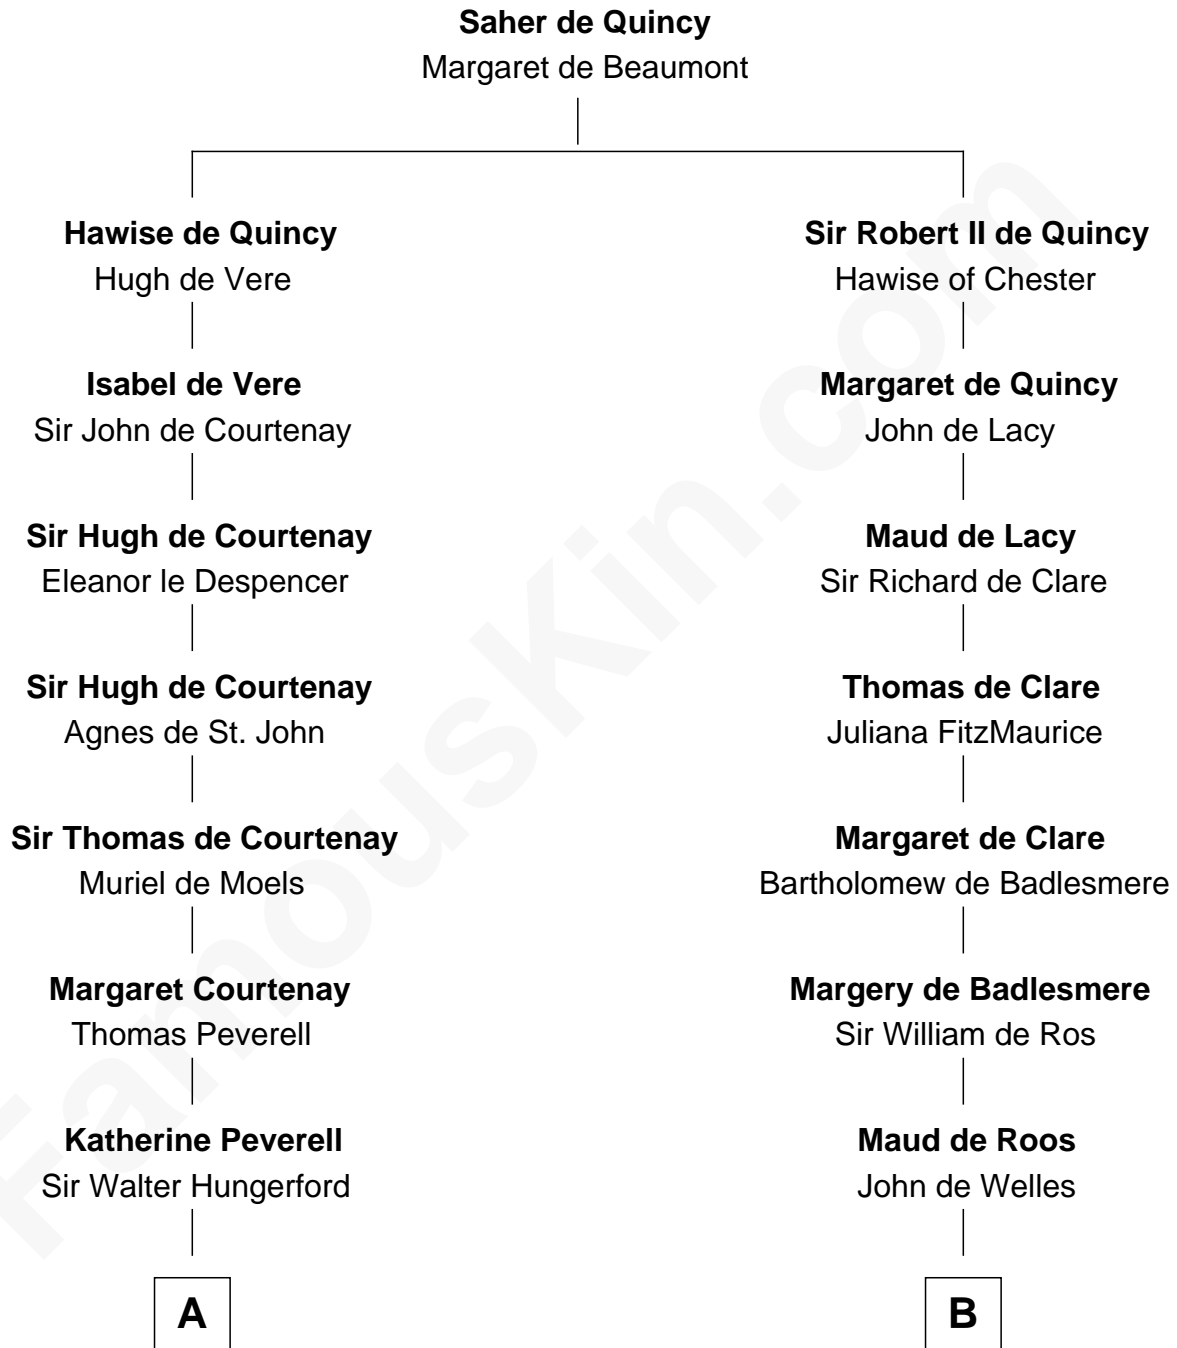 Saher de Quincy
Margaret de Beaumont
Hawise de Quincy
Hugh de Vere
Sir Robert II de Quincy
Hawise of Chester
Isabel de Vere
Sir John de Courtenay
Margaret de Quincy
John de Lacy
Sir Hugh de Courtenay
Eleanor le Despencer
Maud de Lacy
Sir Richard de Clare
Sir Hugh de Courtenay
Agnes de St. John
Thomas de Clare
Juliana FitzMaurice
Sir Thomas de Courtenay
Muriel de Moels
Margaret de Clare
Bartholomew de Badlesmere
Margaret Courtenay
Thomas Peverell
Margery de Badlesmere
Sir William de Ros
Katherine Peverell
Sir Walter Hungerford
Maud de Roos
John de Welles
A
B
FamousKin.com